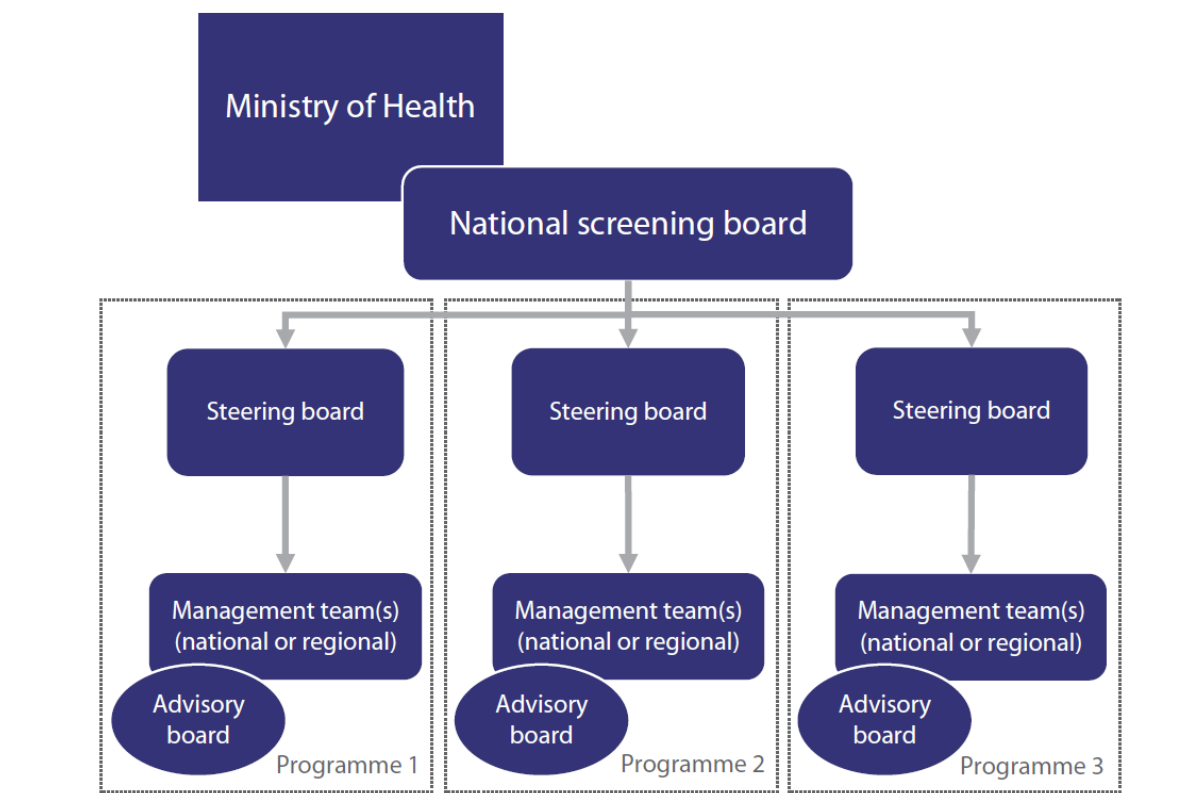 Ministry of Health
National screening board
Steering board
Steering board
Steering board
Management team(s)
(national or regional)
Management team(s)
(national or regional)
Management team(s)
(national or regional)
Advisory
board
Advisory
board
Advisory
board
Programme 1
Programme 2
Programme 3